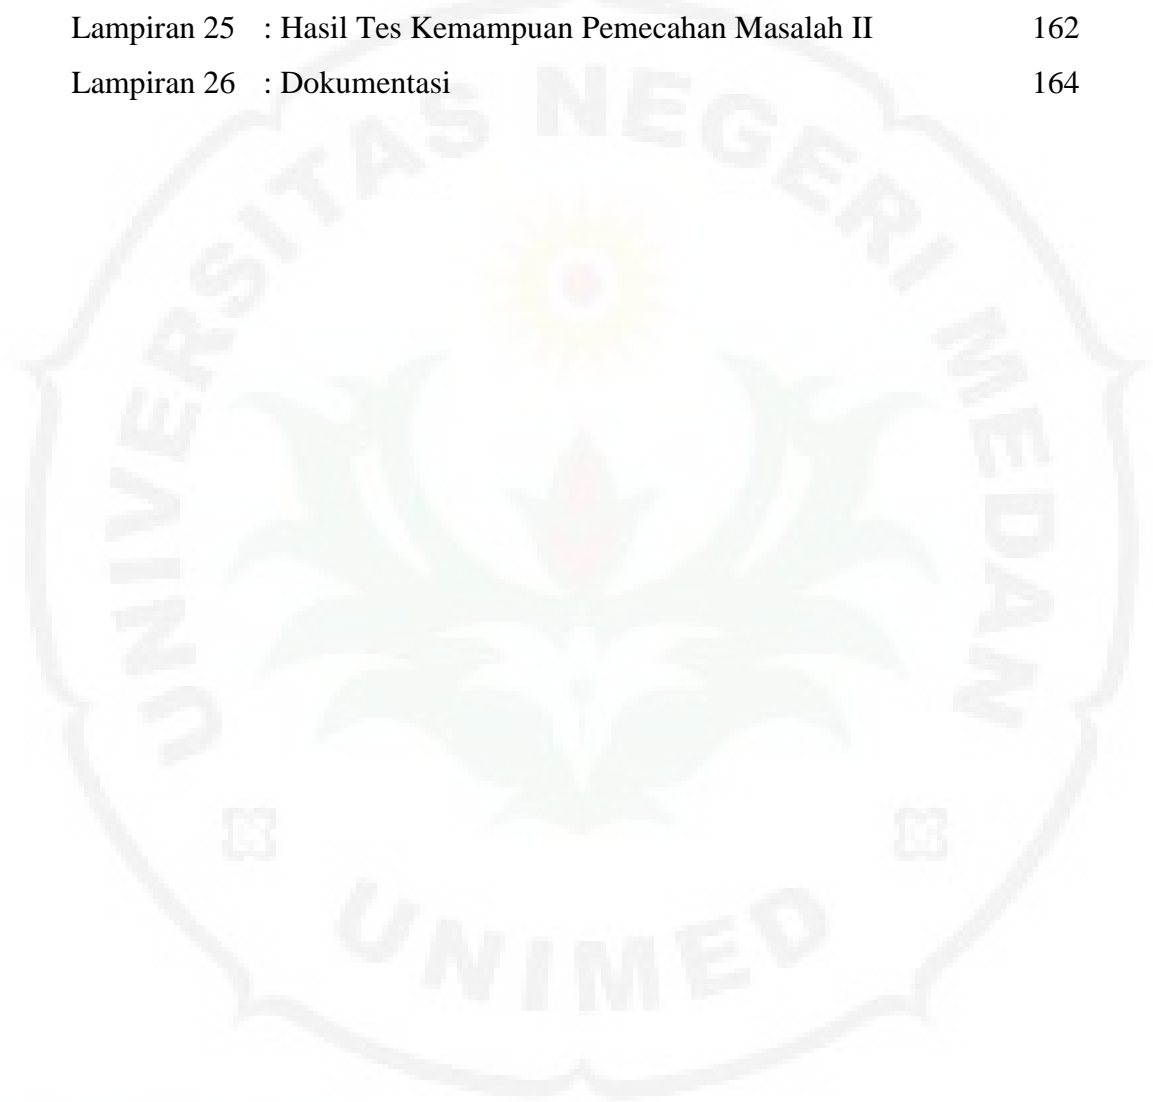 Lampiran 25 : Hasil Tes Kemampuan Pemecahan Masalah II 162
Lampiran 26 : Dokumentasi 164
UNIVERSITAS NEGERI MEDAN
UNIMED